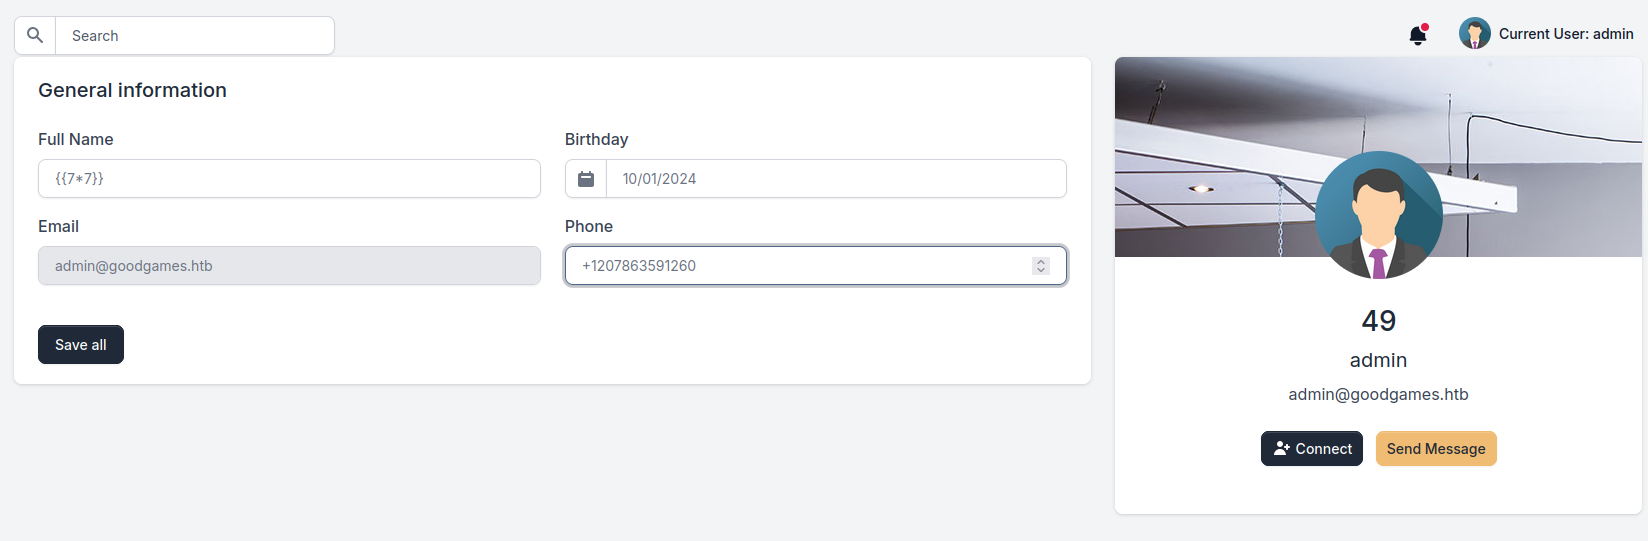 Search
Current User: admin
General information
Full Name
Birthday
{{7*7}}
10/01/2024
Email
Phone
admin@goodgames.htb
+1207863591260
Save all
49
admin
admin@goodgames.htb
Connect
Send Message